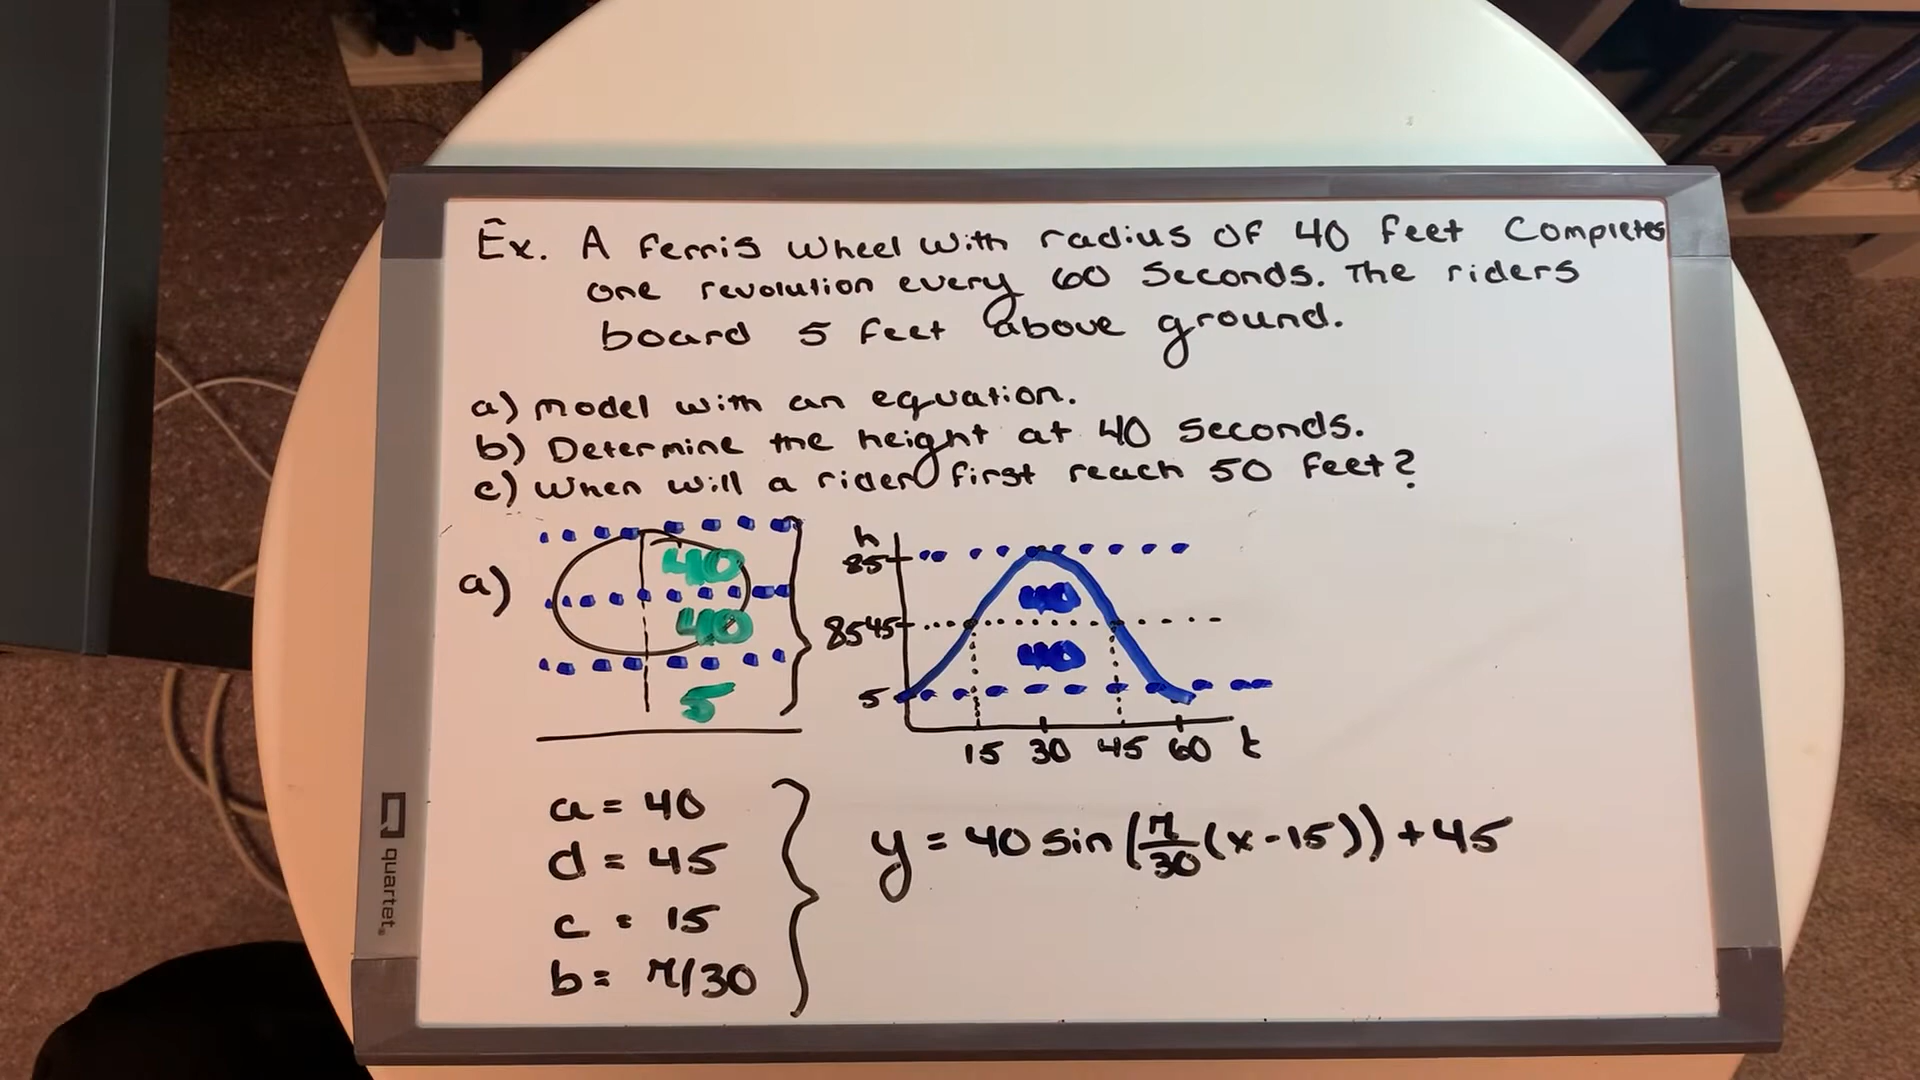 Ex. A Ferris Wheel with radius of 40 feet Completes
one revolution every 60 Seconds. The riders
board 5 feet above ground.
a) model with an equation.
b) Determine the height at 40 seconds.
c) When will a rider first reach 50 feet?
a)
40
40
5
h
85
8545
5
40
40
15 30 45 60 t
a = 40
d = 45
c = 15
b = π/30
y = 40 sin(π/30(x-15))+45
Q quartet®